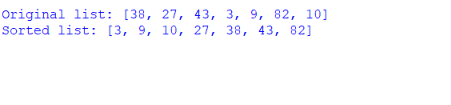 Original list: [38, 27, 43, 3, 9, 82, 10]
Sorted list: [3, 9, 10, 27, 38, 43, 82]